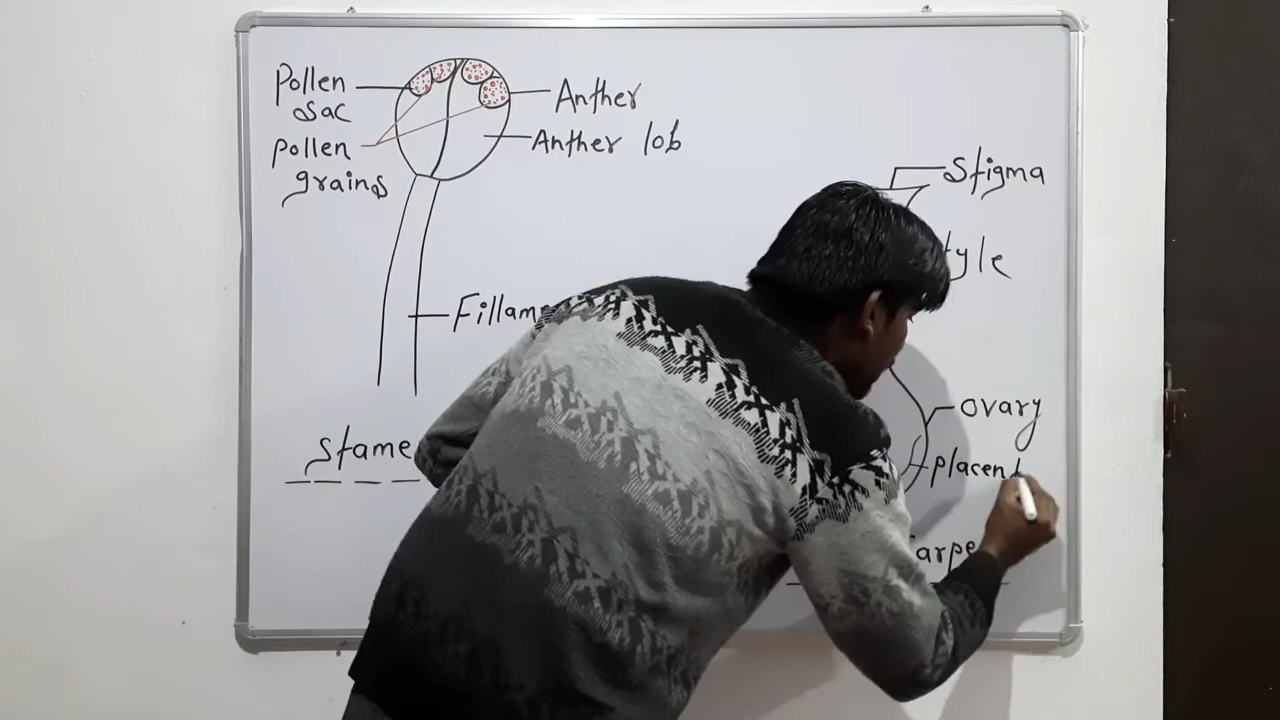 Pollen
sac
Pollen
grains
Anther
Anther lob
Fillam
Stame
Stigma
tyle
ovary
placent
arpe